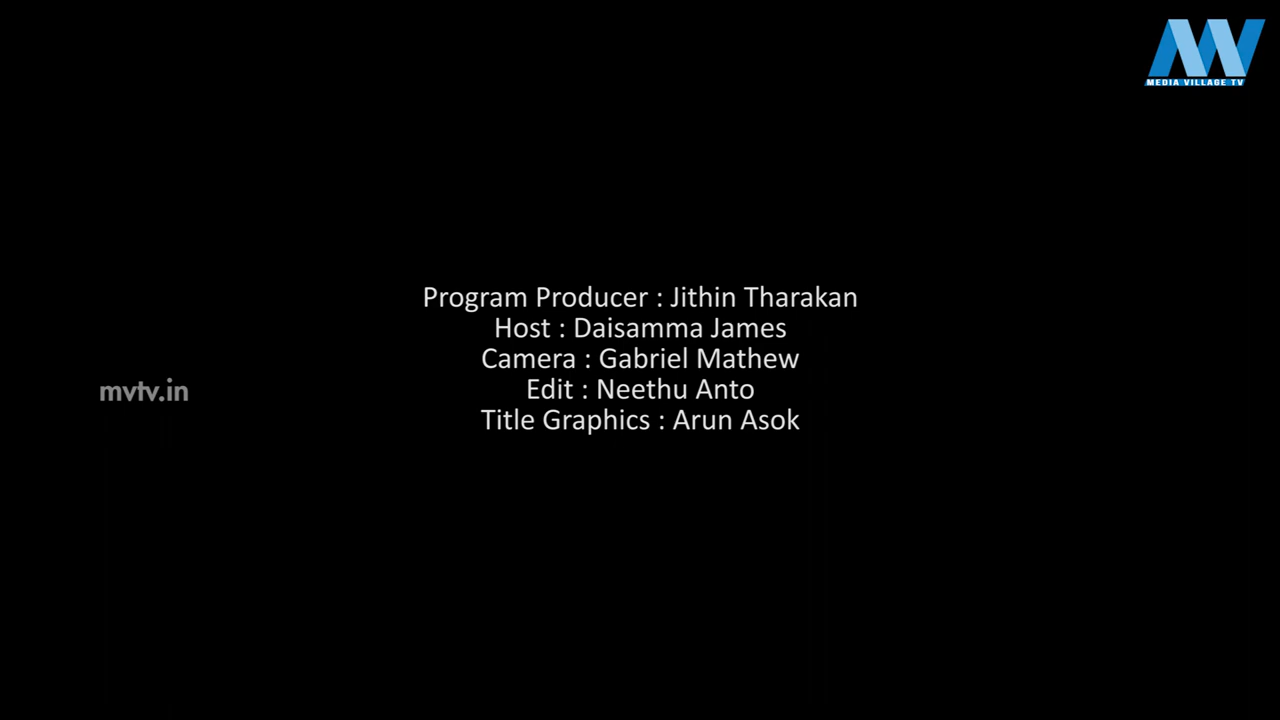 MEDIA VILLAGE TV
Program Producer : Jithin Tharakan
Host : Daisamma James
Camera : Gabriel Mathew
Edit : Neethu Anto
Title Graphics : Arun Asok
mvtv.in